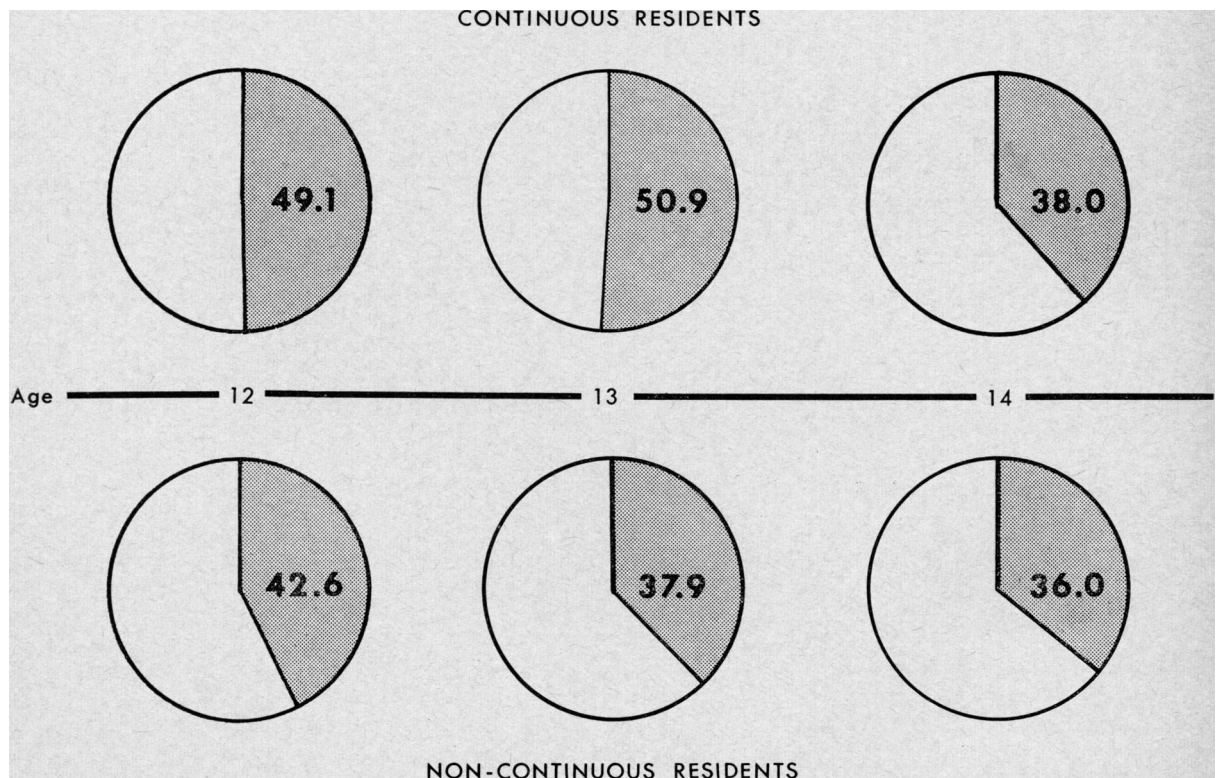 CONTINUOUS RESIDENTS
49.1 50.9 38.0
Age 12 13 14
42.6 37.9 36.0
NON-CONTINUOUS RESIDENTS